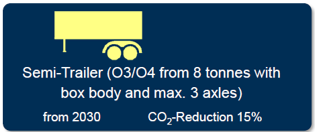 Semi-Trailer (O3/O4 from 8 tonnes with
box body and max. 3 axles)
from 2030 CO₂-Reduction 15%